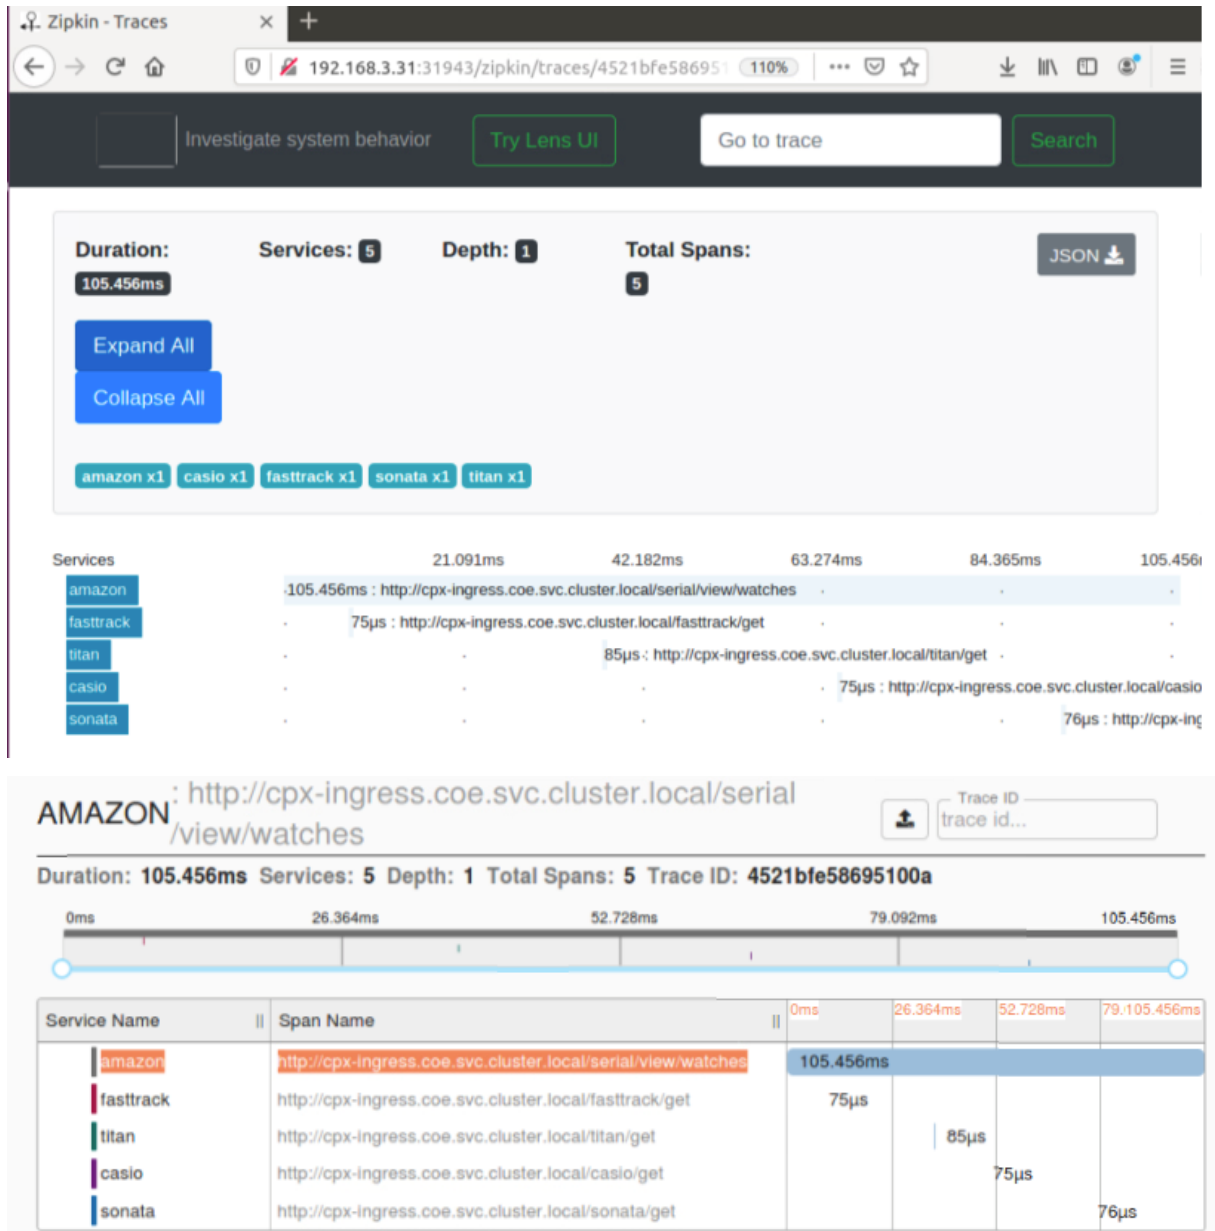 Zipkin - Traces
192.168.3.31:31943/zipkin/traces/4521bfe586951 110%
Investigate system behavior Try Lens UI Go to trace Search
Duration: Services: 5 Depth: 1 Total Spans: JSON
105.456ms 5
Expand All
Collapse All
amazon x1 casio x1 fasttrack x1 sonata x1 titan x1
Services 21.091ms 42.182ms 63.274ms 84.365ms 105.456
amazon 105.456ms : http://cpx-ingress.coe.svc.cluster.local/serial/view/watches
fasttrack 75µs : http://cpx-ingress.coe.svc.cluster.local/fasttrack/get
titan 85µs : http://cpx-ingress.coe.svc.cluster.local/titan/get
casio 75µs : http://cpx-ingress.coe.svc.cluster.local/casio
sonata 76µs : http://cpx-ing
: http://cpx-ingress.coe.svc.cluster.local/serial Trace ID
AMAZON trace id...
/view/watches
Duration: 105.456ms Services: 5 Depth: 1 Total Spans: 5 Trace ID: 4521bfe58695100a
0ms 26.364ms 52.728ms 79.092ms 105.456ms
Service Name Span Name 0ms 26.364ms 52.728ms 79. 105.456ms
amazon http://cpx-ingress.coe.svc.cluster.local/serial/view/watches 105.456ms
fasttrack http://cpx-ingress.coe.svc.cluster.local/fasttrack/get 75µs
titan http://cpx-ingress.coe.svc.cluster.local/titan/get 85µs
casio http://cpx-ingress.coe.svc.cluster.local/casio/get 75µs
sonata http://cpx-ingress.coe.svc.cluster.local/sonata/get 76µs